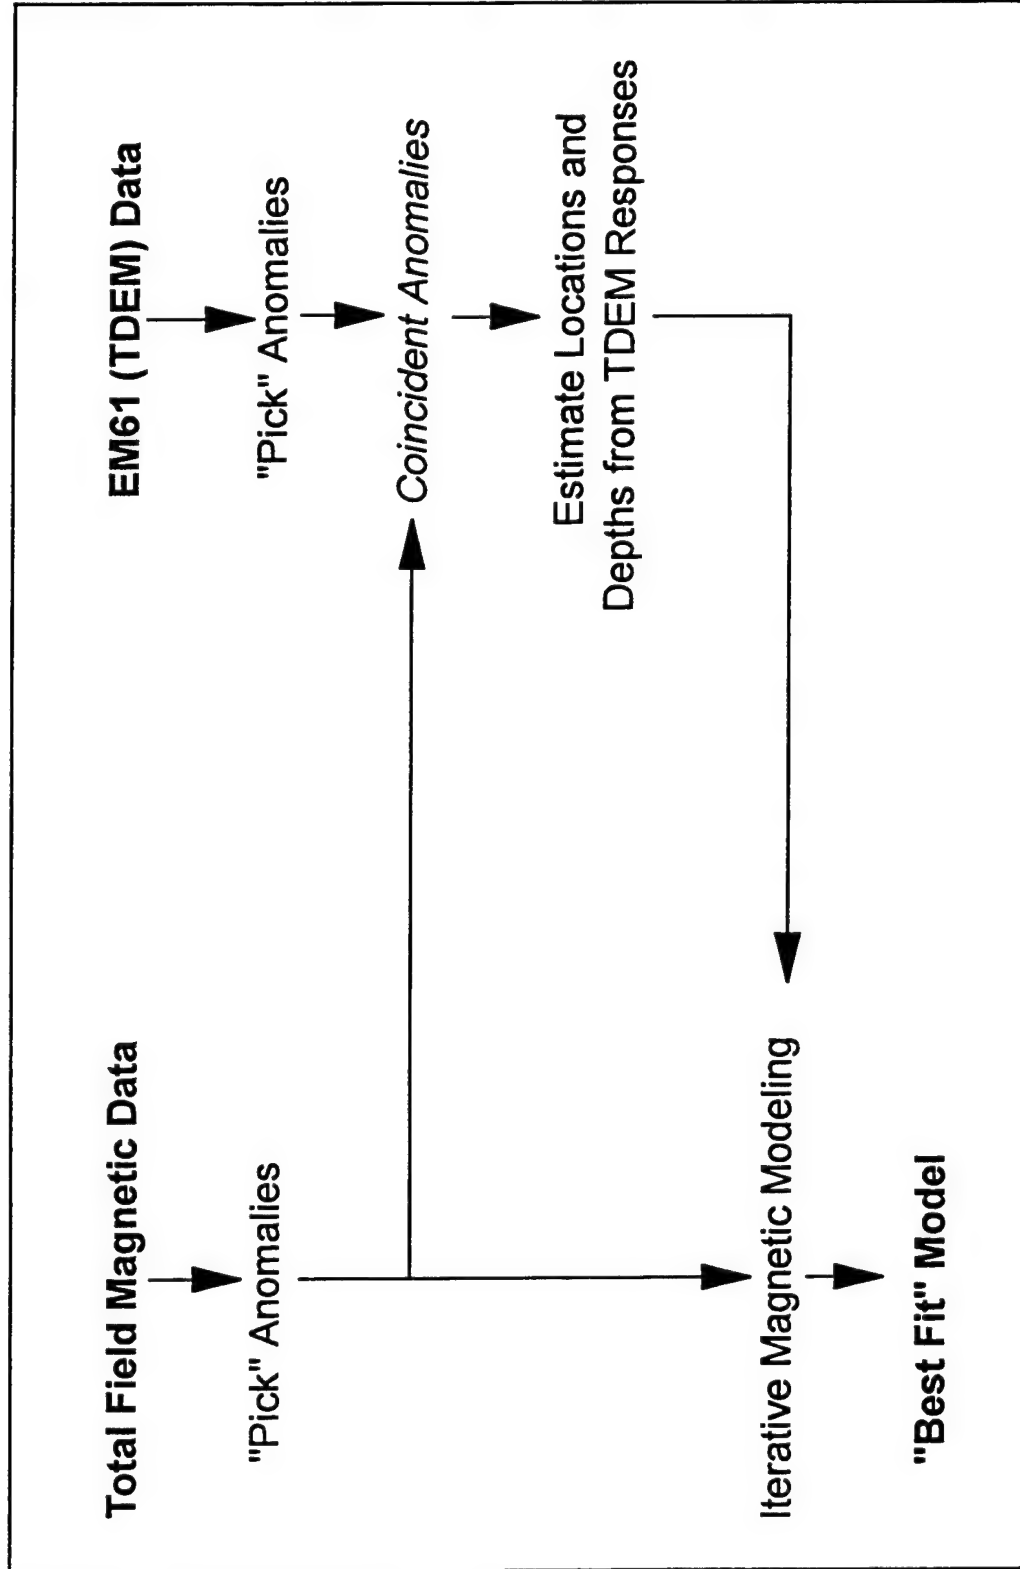 Total Field Magnetic Data
"Pick" Anomalies
Iterative Magnetic Modeling
"Best Fit" Model
EM61 (TDEM) Data
"Pick" Anomalies
Coincident Anomalies
Estimate Locations and
Depths from TDEM Responses